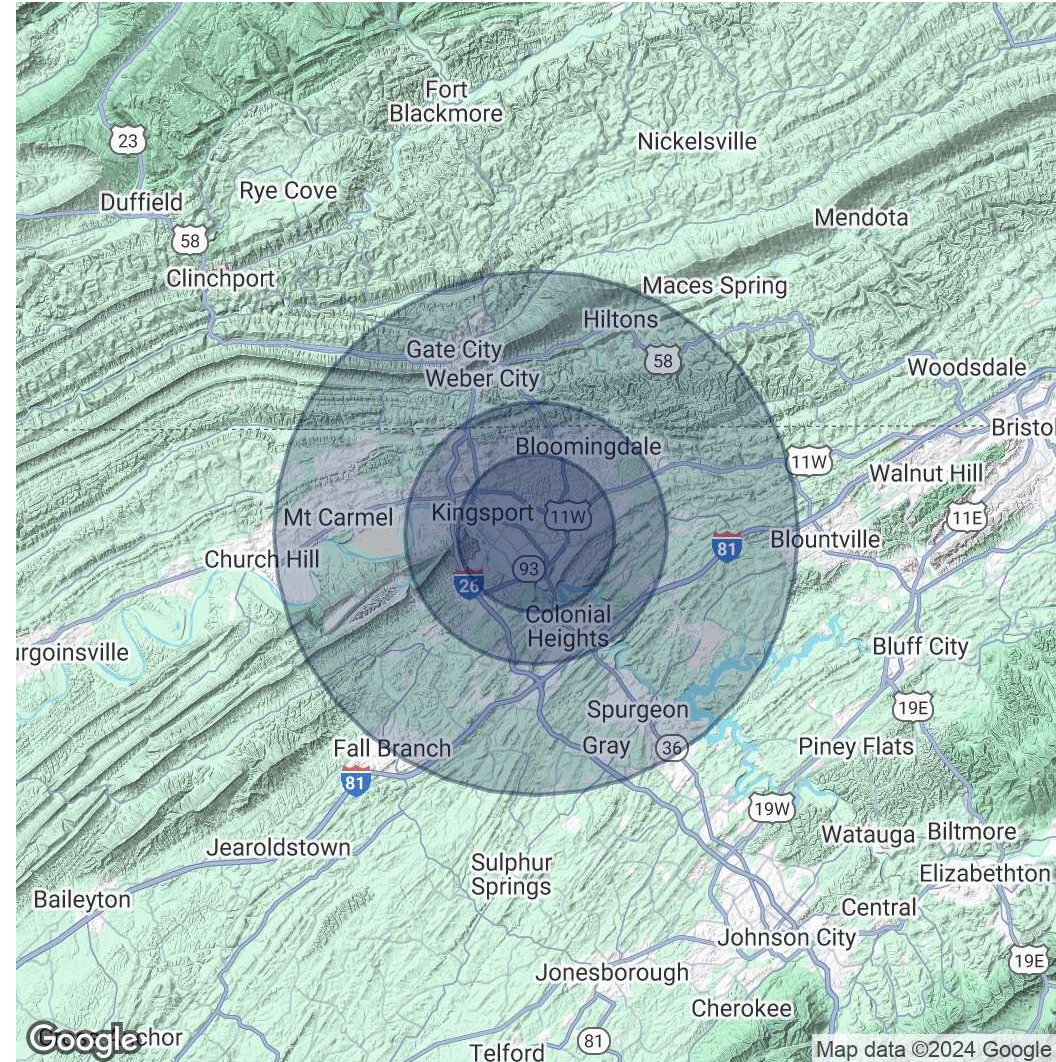 Fort
Blackmore
23
Nickelsville
Duffield
Rye Cove
58
Mendota
Clinchport
Maces Spring
Hiltons
Gate City
58
Weber City
Woodsdale
Bristol
Bloomingdale
11W
Walnut Hill
Mt Carmel
Kingsport
11W
11E
Church Hill
81
Blountville
93
26
Colonial
Heights
urgoinsville
Bluff City
Spurgeon
19E
Fall Branch
Gray
36
Piney Flats
81
19W
Jearoldstown
Watauga
Biltmore
Sulphur
Springs
Elizabethton
Baileyton
Central
Johnson City
19E
Jonesborough
Cherokee
Google
chor
81
Telford
Map data ©2024 Google